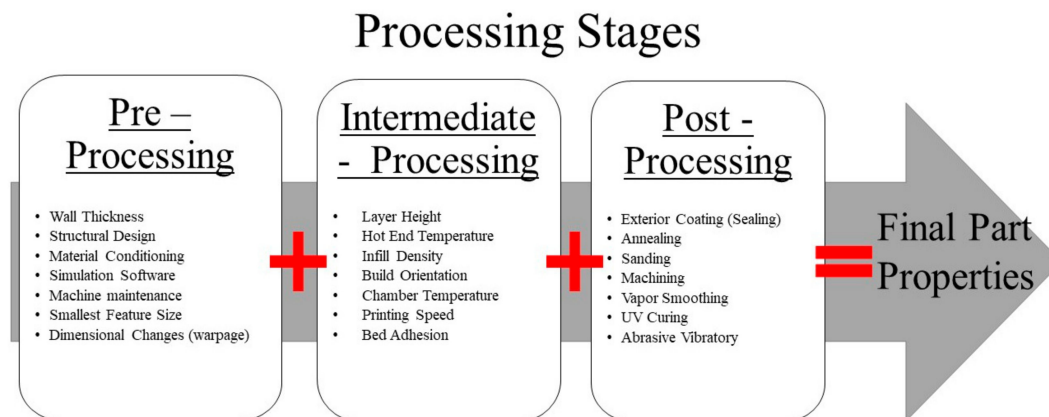 Processing Stages
Pre –
Processing
• Wall Thickness
• Structural Design
• Material Conditioning
• Simulation Software
• Machine maintenance
• Smallest Feature Size
• Dimensional Changes (warpage)
Intermediate
- Processing
• Layer Height
• Hot End Temperature
• Infill Density
• Build Orientation
• Chamber Temperature
• Printing Speed
• Bed Adhesion
Post -
Processing
• Exterior Coating (Sealing)
• Annealing
• Sanding
• Machining
• Vapor Smoothing
• UV Curing
• Abrasive Vibratory
Final Part
Properties